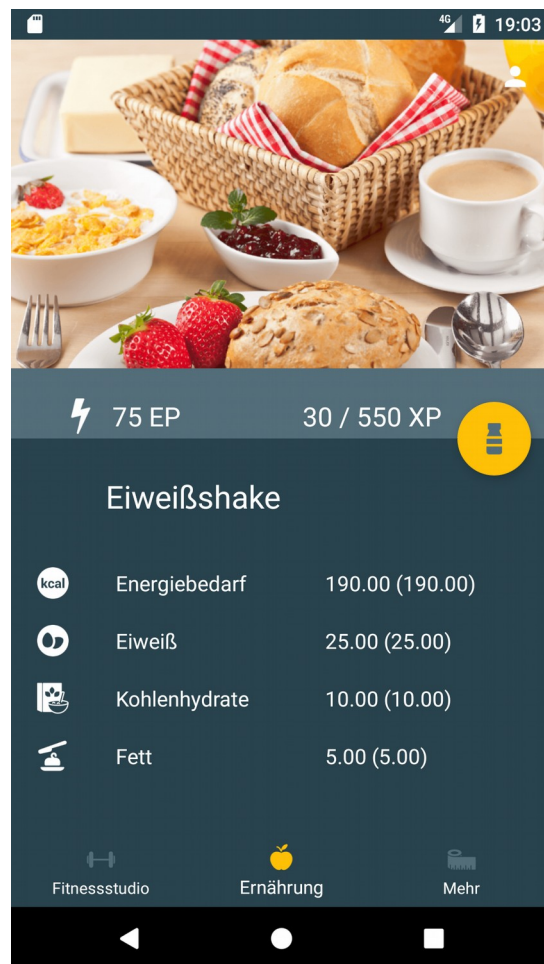 4G 19:03
75 EP 30 / 550 XP
Eiweißshake
kcal Energiebedarf 190.00 (190.00)
Eiweiß 25.00 (25.00)
Kohlenhydrate 10.00 (10.00)
Fett 5.00 (5.00)
Fitnessstudio Ernährung Mehr